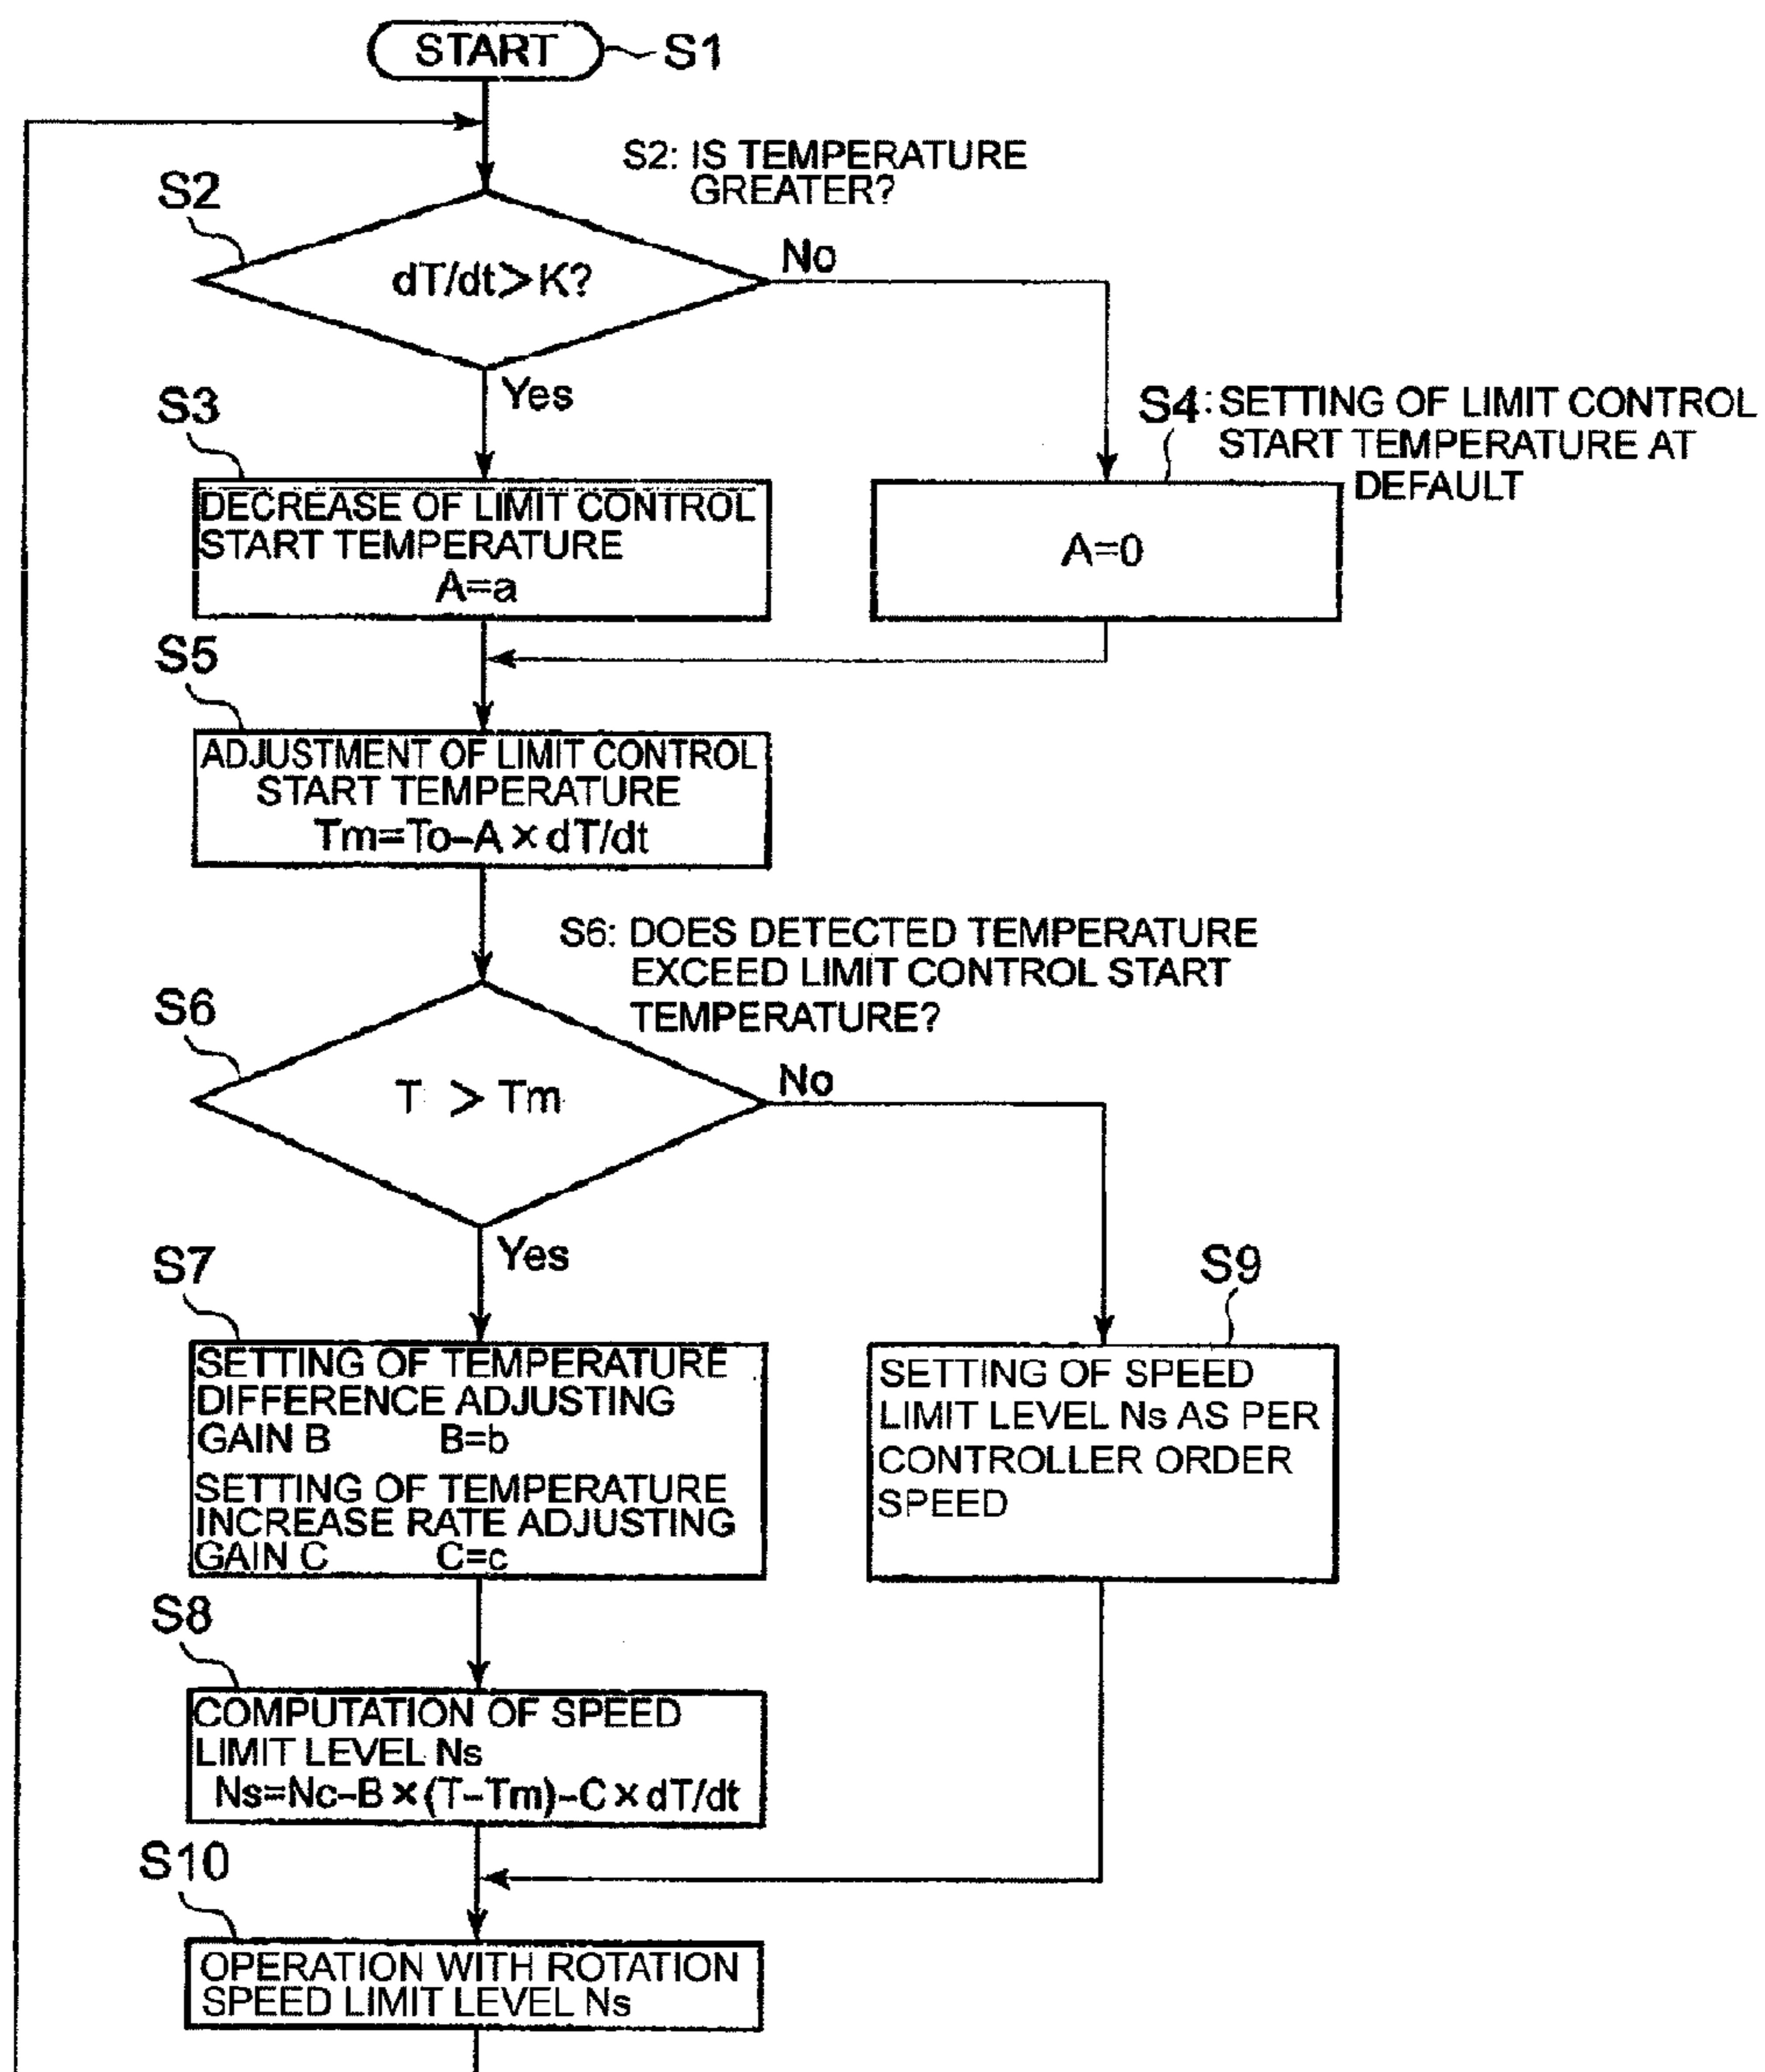 START
S1
S2: IS TEMPERATURE
GREATER?
S2
dT/dt>K?
No
Yes
S3
DECREASE OF LIMIT CONTROL
START TEMPERATURE
A=a
S4:SETTING OF LIMIT CONTROL
START TEMPERATURE AT
DEFAULT
A=0
S5
ADJUSTMENT OF LIMIT CONTROL
START TEMPERATURE
Tm=To-A×dT/dt
S6: DOES DETECTED TEMPERATURE
EXCEED LIMIT CONTROL START
TEMPERATURE?
S6
T > Tm
No
Yes
S7
SETTING OF TEMPERATURE
DIFFERENCE ADJUSTING
GAIN B B=b
SETTING OF TEMPERATURE
INCREASE RATE ADJUSTING
GAIN C C=c
S9
SETTING OF SPEED
LIMIT LEVEL Ns AS PER
CONTROLLER ORDER
SPEED
S8
COMPUTATION OF SPEED
LIMIT LEVEL Ns
Ns=Nc-B×(T-Tm)-C×dT/dt
S10
OPERATION WITH ROTATION
SPEED LIMIT LEVEL Ns